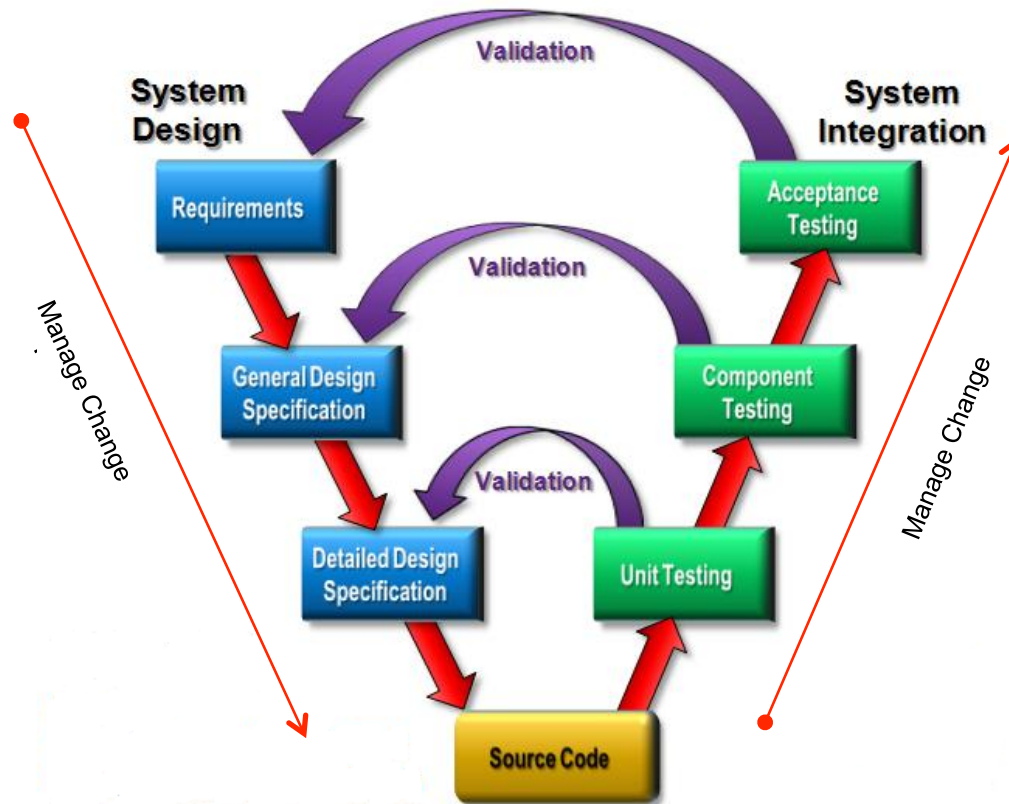 Validation
System
Design
System
Integration
Requirements
Acceptance
Testing
Validation
Manage Change
General Design
Specification
Component
Testing
Manage Change
Validation
Detailed Design
Specification
Unit Testing
Source Code